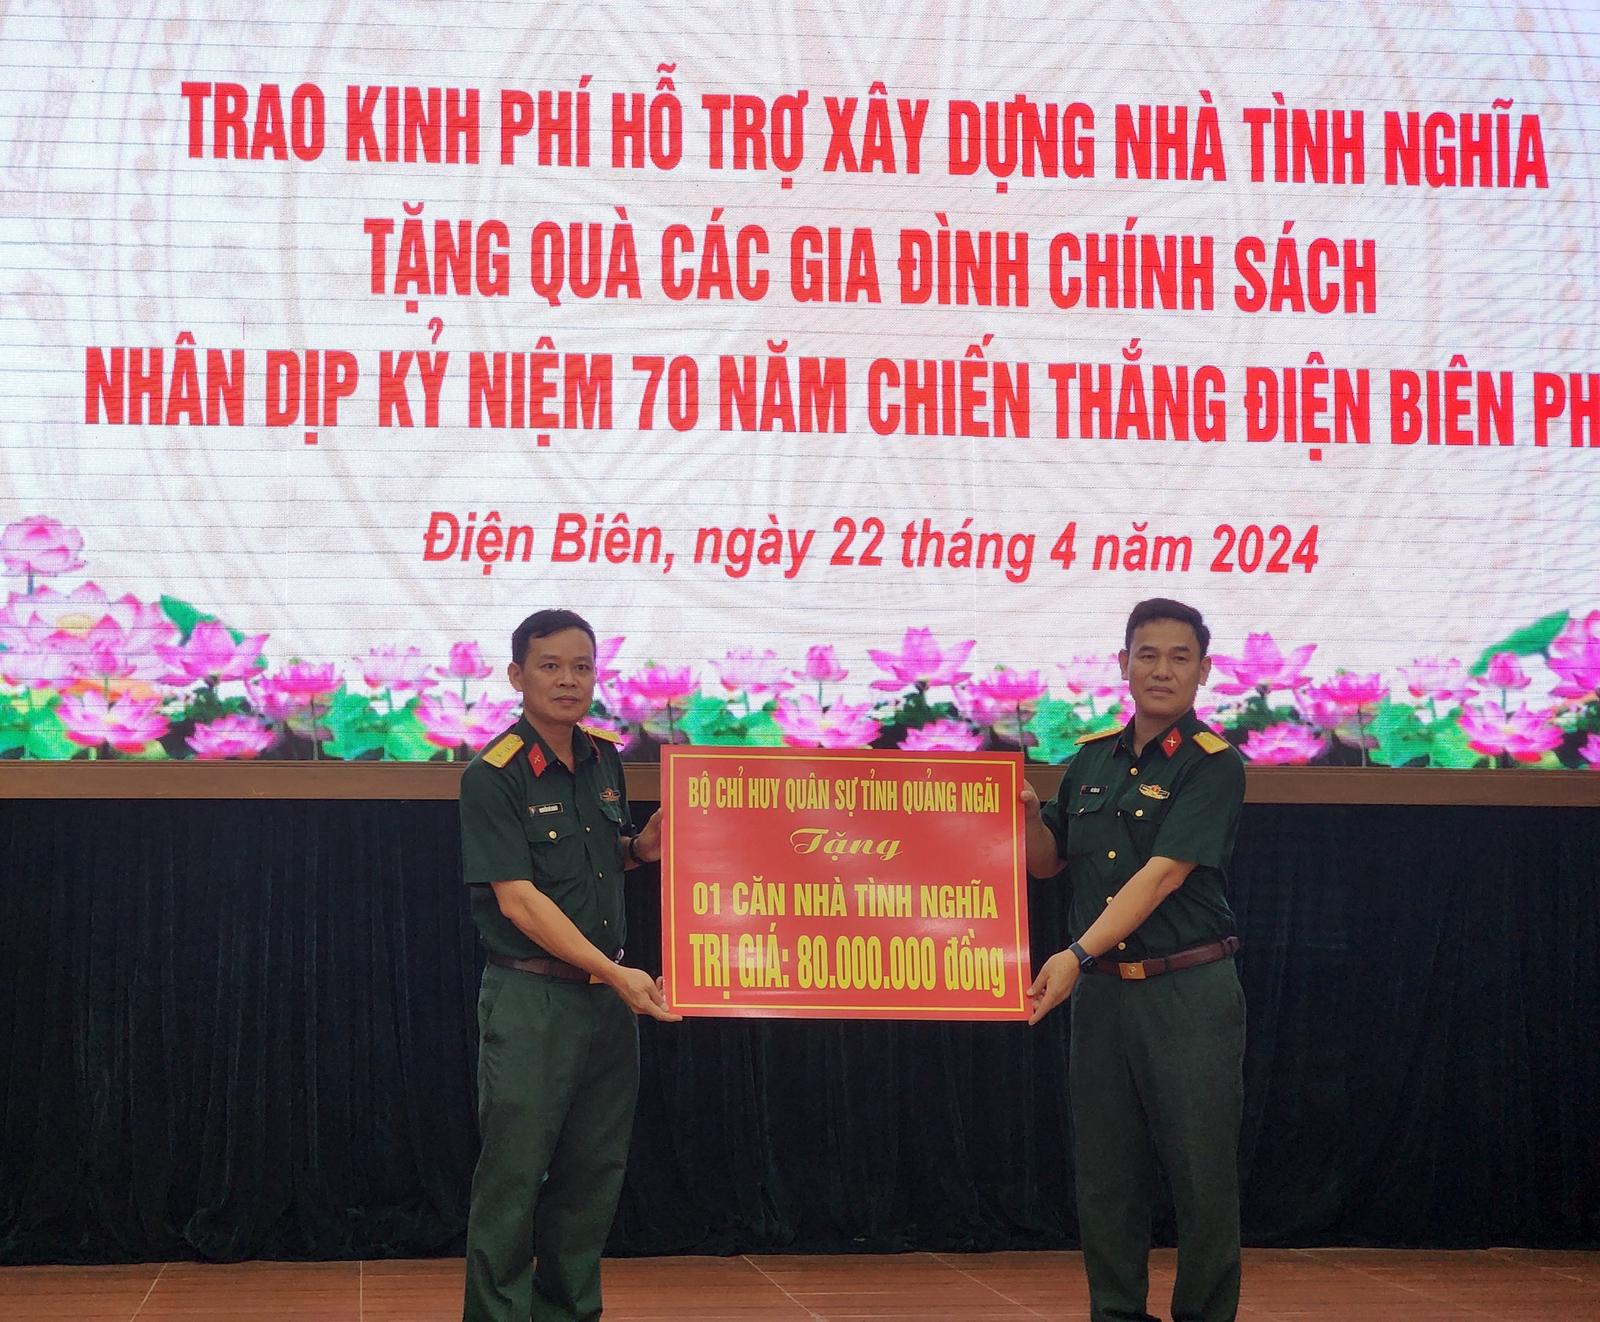 TRAO KINH PHÍ HỖ TRỢ XÂY DỰNG NHÀ TÌNH NGHĨA
TẶNG QUÀ CÁC GIA ĐÌNH CHÍNH SÁCH
NHÂN DỊP KỶ NIỆM 70 NĂM CHIẾN THẮNG ĐIỆN BIÊN PH
Điện Biên, ngày 22 tháng 4 năm 2024
BỘ CHỈ HUY QUÂN SỰ TỈNH QUẢNG NGÃI
Tặng
01 CĂN NHÀ TÌNH NGHĨA
TRỊ GIÁ: 80.000.000 đồng